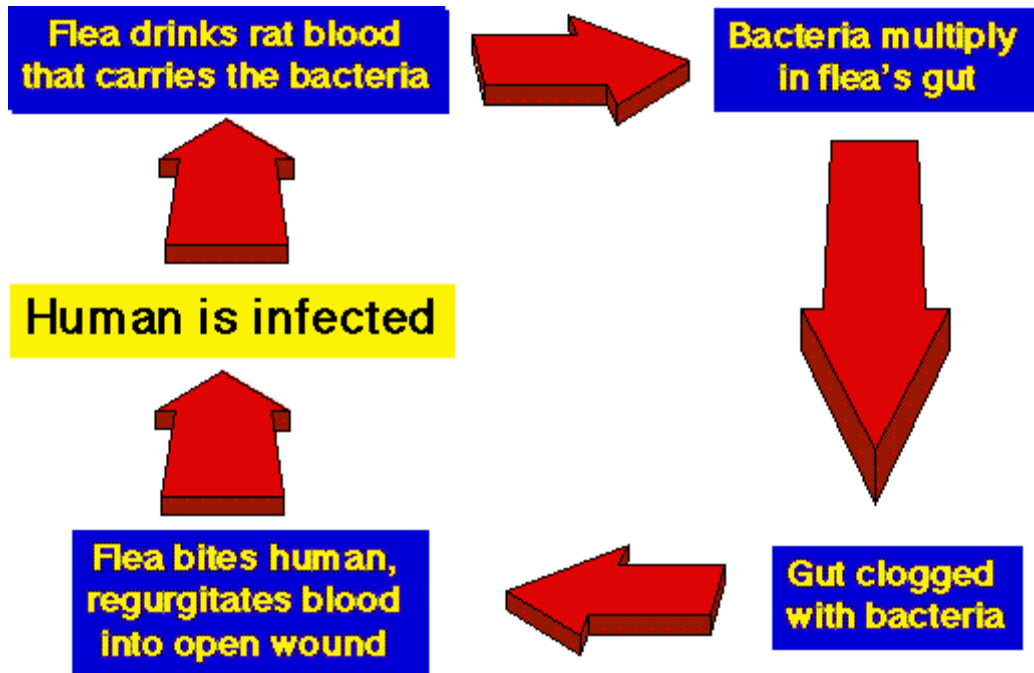 Flea drinks rat blood
that carries the bacteria
Bacteria multiply
in flea's gut
Gut clogged
with bacteria
Flea bites human,
regurgitates blood
into open wound
Human is infected